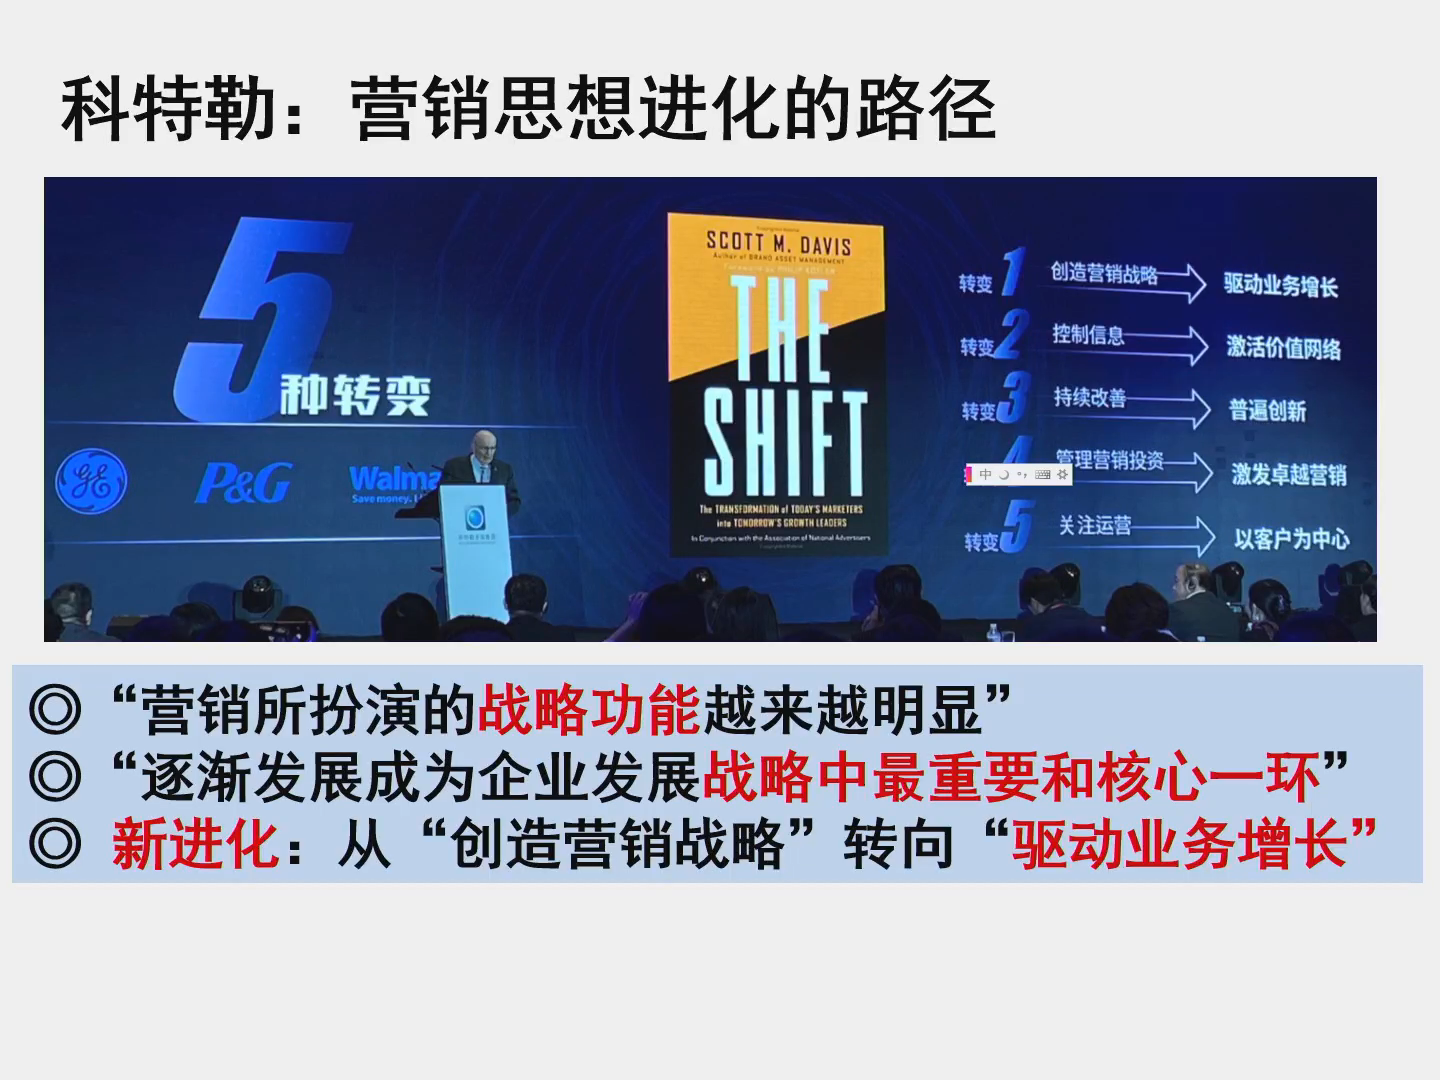 科特勒：营销思想进化的路径
5
种转变
GE
P&G
Walma
Save money. Li
SCOTT M. DAVIS
Author of BRAND ASSET MANAGEMENT
Foreword by PHILIP KOTLER
THE
SHIFT
The TRANSFORMATION of TODAY'S MARKETERS
into TOMORROW'S GROWTH LEADERS
In Conjunction with the Association of National Advertisers
转变1 创造营销战略 驱动业务增长
转变2 控制信息 激活价值网络
转变3 持续改善 普遍创新
4 管理营销投资 激发卓越营销
中
转变5 关注运营 以客户为中心
◎“营销所扮演的战略功能越来越明显”
◎“逐渐发展成为企业发展战略中最重要和核心一环”
◎ 新进化：从“创造营销战略”转向“驱动业务增长”